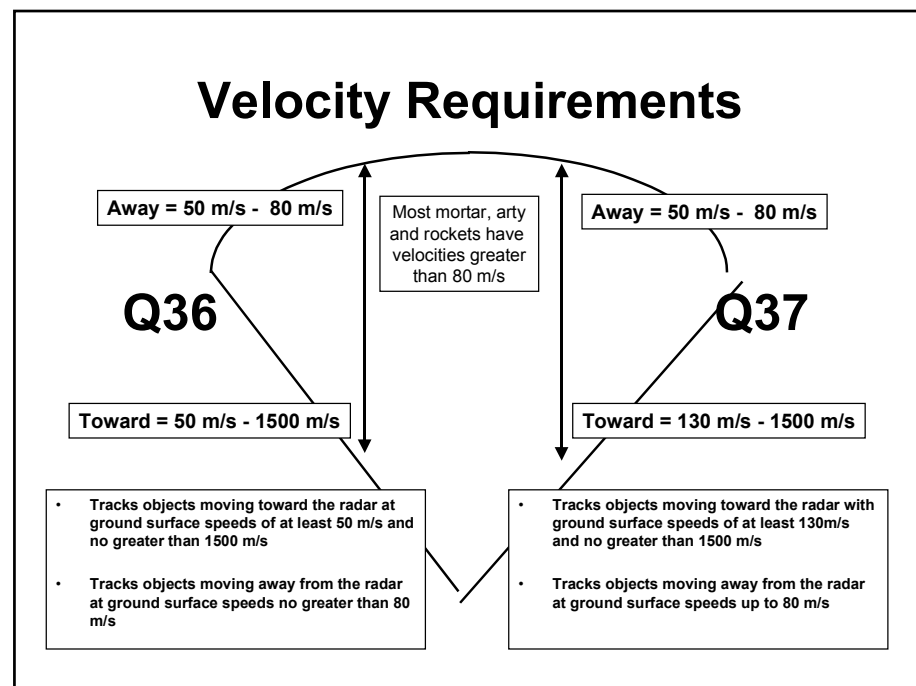 Velocity Requirements
Away = 50 m/s - 80 m/s
Most mortar, arty
and rockets have
velocities greater
than 80 m/s
Away = 50 m/s - 80 m/s
Q36
Q37
Toward = 50 m/s - 1500 m/s
Toward = 130 m/s - 1500 m/s
• Tracks objects moving toward the radar at
ground surface speeds of at least 50 m/s and
no greater than 1500 m/s
• Tracks objects moving away from the radar
at ground surface speeds no greater than 80
m/s
• Tracks objects moving toward the radar with
ground surface speeds of at least 130m/s
and no greater than 1500 m/s
• Tracks objects moving away from the radar
at ground surface speeds up to 80 m/s